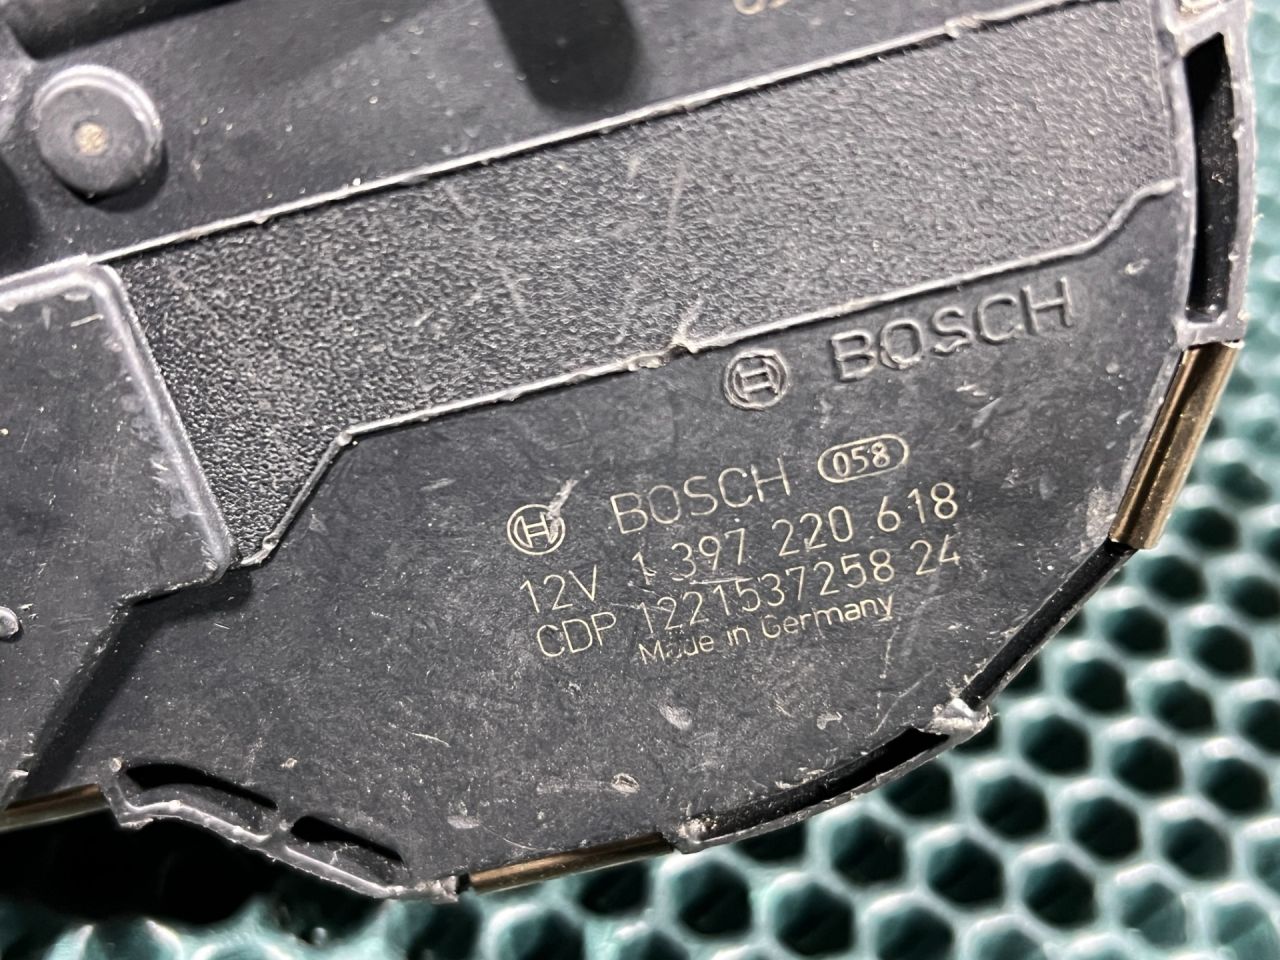 BOSCH
BOSCH 058
12V 1 397 220 618
CDP 1221537258 24
Made in Germany